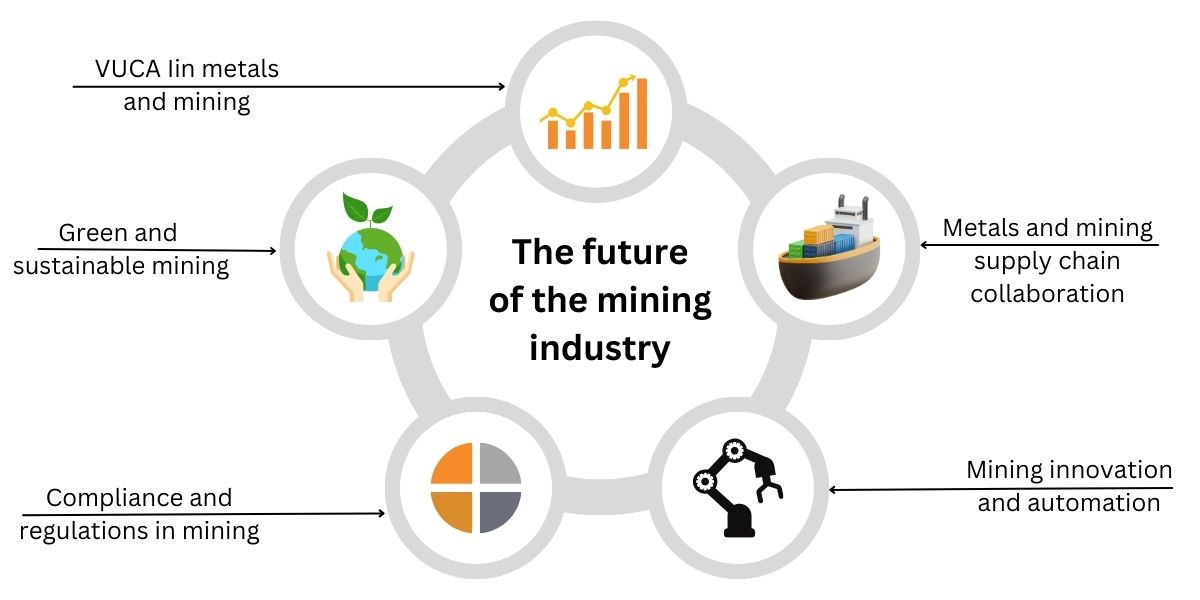 VUCA Iin metals
and mining
Green and
sustainable mining
The future
of the mining
industry
Metals and mining
supply chain
collaboration
Compliance and
regulations in mining
Mining innovation
and automation